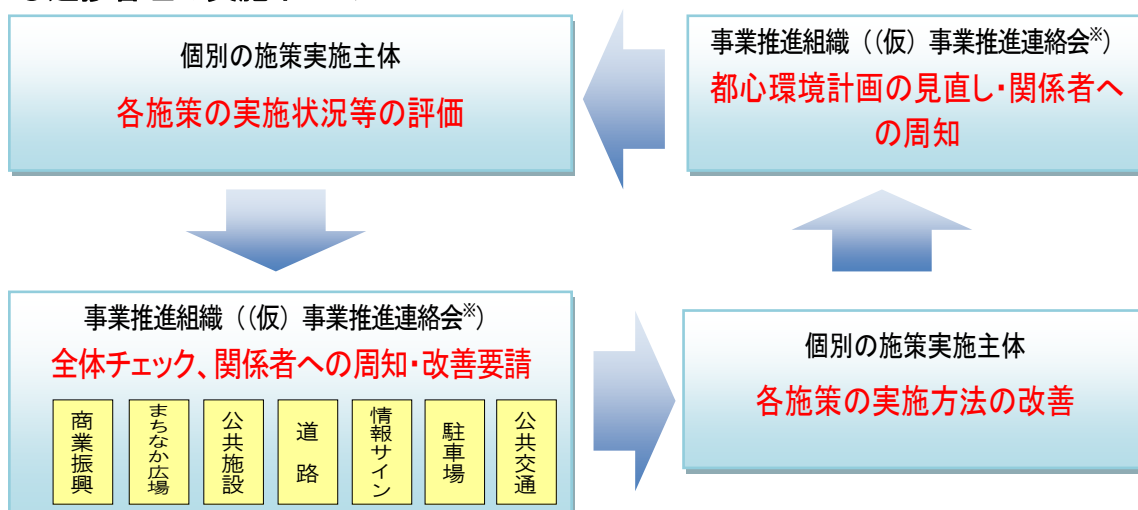 個別の施策実施主体
各施策の実施状況等の評価
事業推進組織((仮)事業推進連絡会※)
都心環境計画の見直し・関係者へ
の周知
事業推進組織((仮)事業推進連絡会※)
全体チェック、関係者への周知・改善要請
商業振興
まちなか広場
公共施設
道路
情報サイン
駐車場
公共交通
個別の施策実施主体
各施策の実施方法の改善